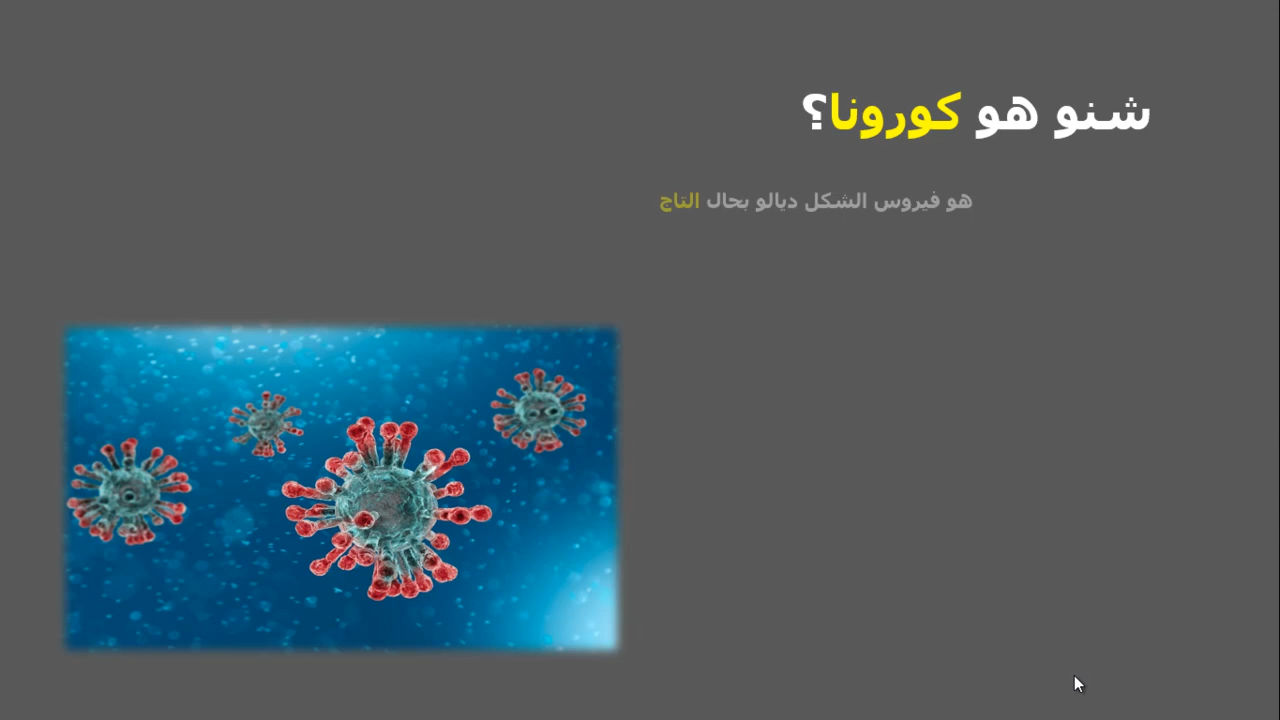 شنو هو كورونا؟
هو فيروس الشكل ديالو بحال التاج